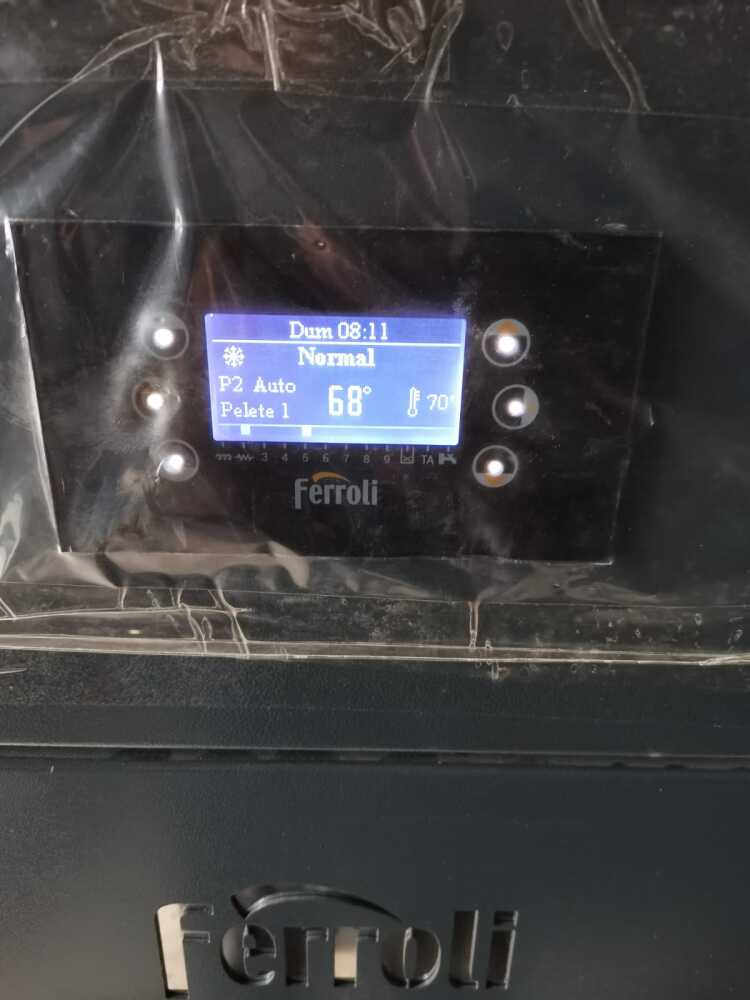 Dum 08:11
Normal
P2 Auto
Pelete 1
68°
70°
3 4 5 6 7 8 9 TA
Ferroli
Ferroli